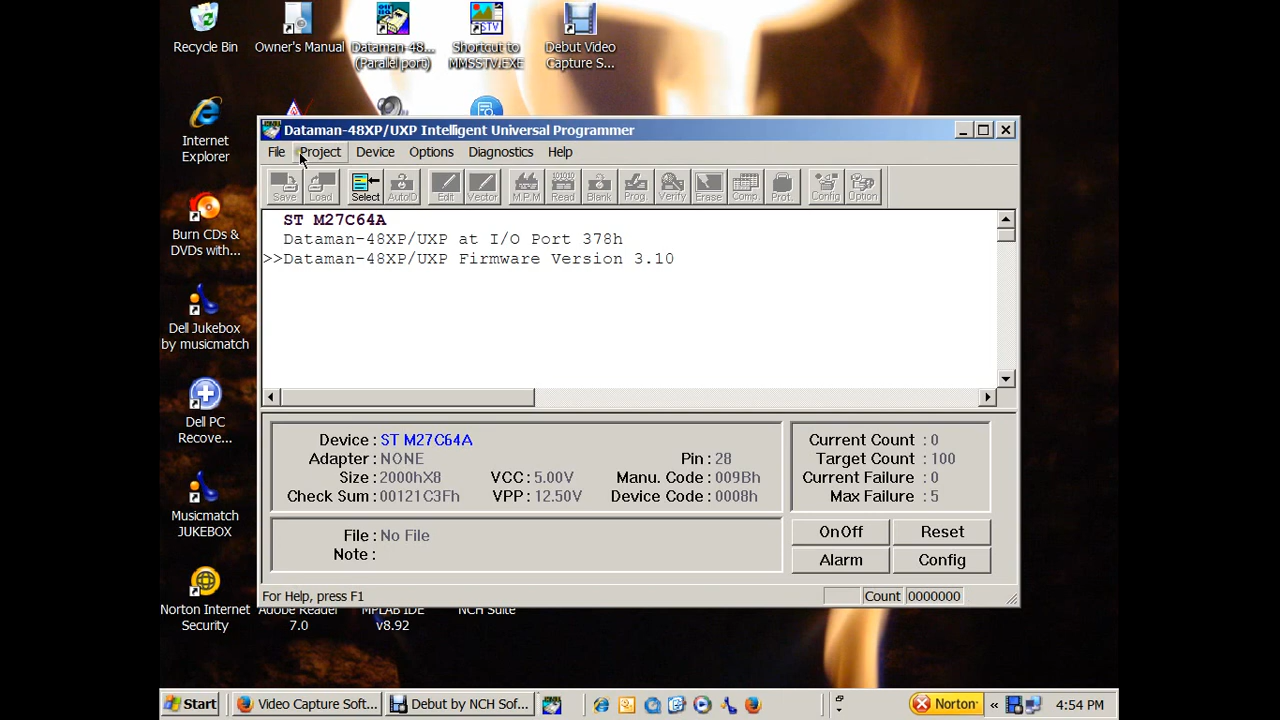 Recycle Bin
Owner's Manual
Dataman-48...
(Parallel port)
Shortcut to
MMSSTV.EXE
STV
Debut Video
Capture S...
Internet
Explorer
Burn CDs &
DVDs with...
Dell Jukebox
by musicmatch
Dell PC
Recove...
Musicmatch
JUKEBOX
Norton Internet
Security
Adobe Reader
7.0
MPLAB IDE
v8.92
NCH Suite
Dataman-48XP/UXP Intelligent Universal Programmer
File Project Device Options Diagnostics Help
Save Load Select AutoID Edit Vector M.P.M Read Blank Prog. Verify Erase Comp. Prot. Config Option
ST M27C64A
Dataman-48XP/UXP at I/O Port 378h
>>Dataman-48XP/UXP Firmware Version 3.10
Device : ST M27C64A
Adapter : NONE Pin : 28
Size : 2000hX8 VCC : 5.00V Manu. Code : 009Bh
Check Sum : 00121C3Fh VPP : 12.50V Device Code : 0008h
Current Count : 0
Target Count : 100
Current Failure : 0
Max Failure : 5
File : No File
Note :
OnOff Reset
Alarm Config
For Help, press F1
Count 0000000
Start Video Capture Soft... Debut by NCH Sof... Norton « 4:54 PM